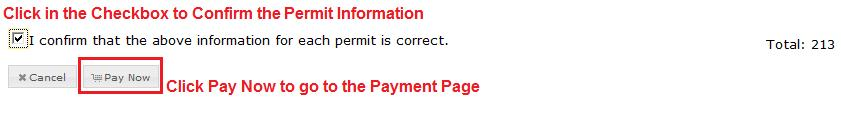 Click in the Checkbox to Confirm the Permit Information
I confirm that the above information for each permit is correct.
Total: 213
Cancel
Pay Now
Click Pay Now to go to the Payment Page